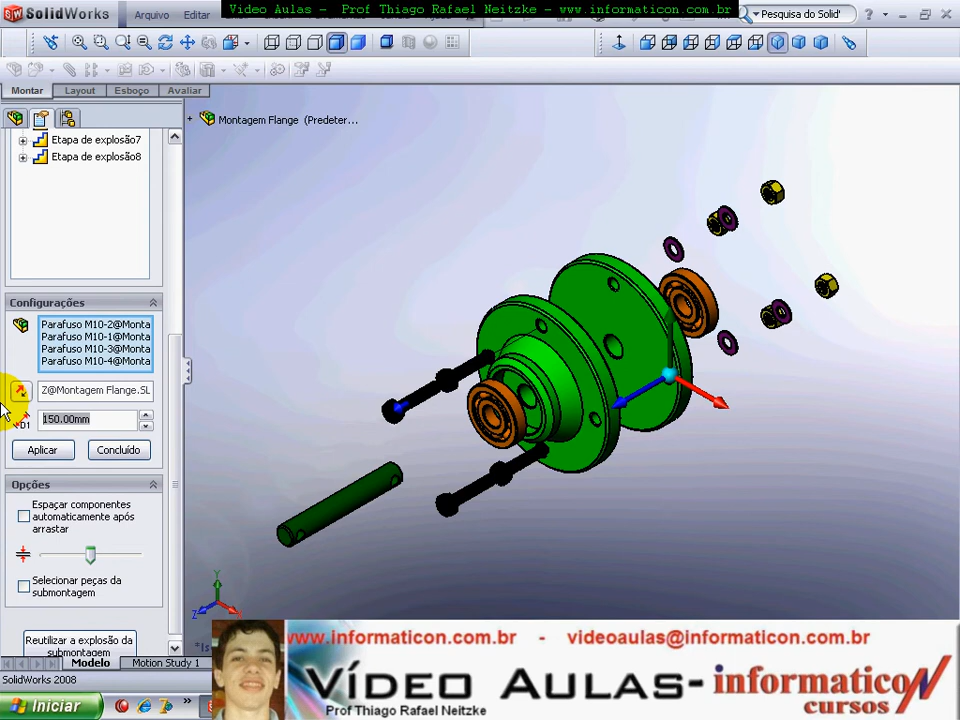 Video Aulas - Prof Thiago Rafael Neitzke - www.informaticon.com.br
SolidWorks
Arquivo
Editar
Pesquisa do Solid'
Montar
Layout
Esboço
Avaliar
Montagem Flange (Predeter...
Etapa de explosão7
Etapa de explosão8
Configurações
Parafuso M10-2@Monta
Parafuso M10-1@Monta
Parafuso M10-3@Monta
Parafuso M10-4@Monta
Z@Montagem Flange.SL
D1
150.00mm
Aplicar
Concluído
Opções
Espaçar componentes
automaticamente após
arrastar
Selecionar peças da
submontagem
Reutilizar a explosão da
submontagem
Y
Z
*Is
Modelo
Motion Study 1
SolidWorks 2008
Iniciar
www.informaticon.com.br - videoaulas@informaticon.com.br
Vídeo Aulas-informaticon
cursos
Prof Thiago Rafael Neitzke